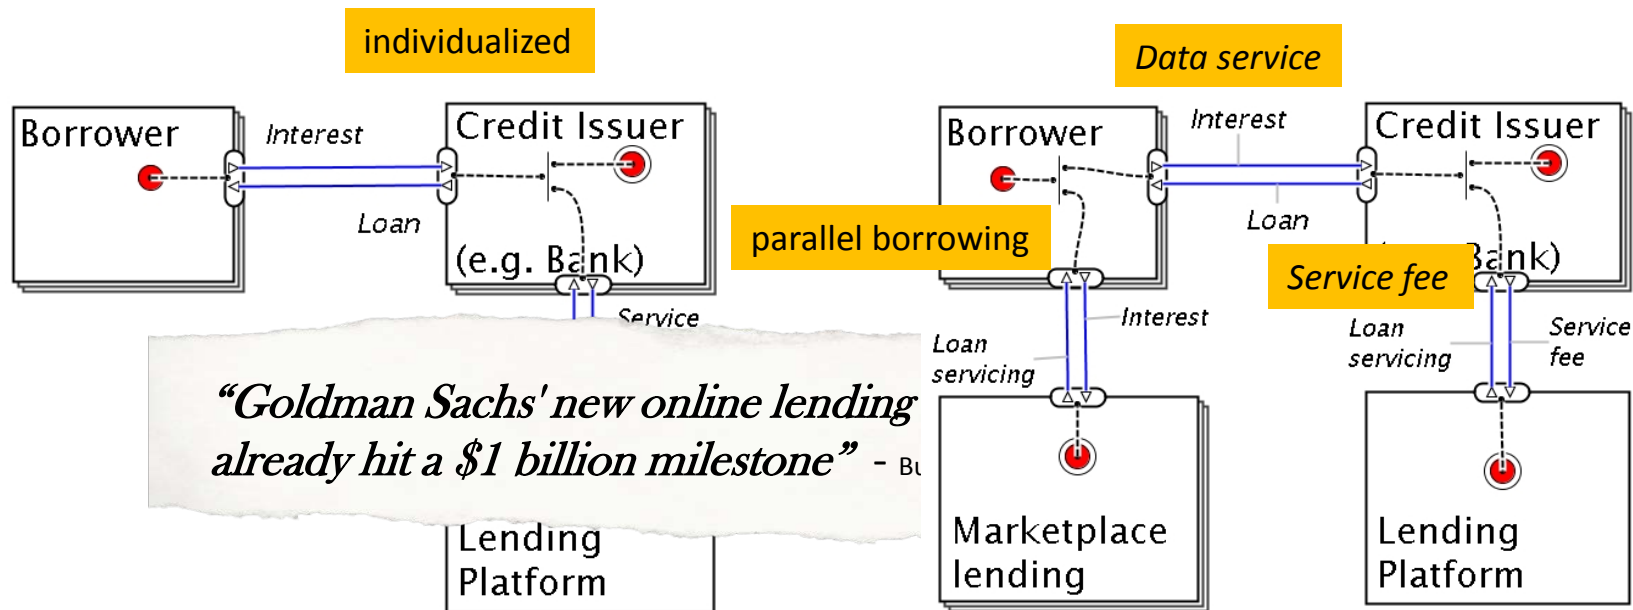 individualized
Borrower
Interest
Loan
Credit Issuer
(e.g. Bank)
Service
“Goldman Sachs' new online lending
already hit a $1 billion milestone” -
Lending
Platform
parallel borrowing
Data service
Borrower
Interest
Loan
Credit Issuer
Bank)
Service fee
Loan
servicing
Interest
Loan
servicing
Service
fee
Marketplace
lending
Lending
Platform